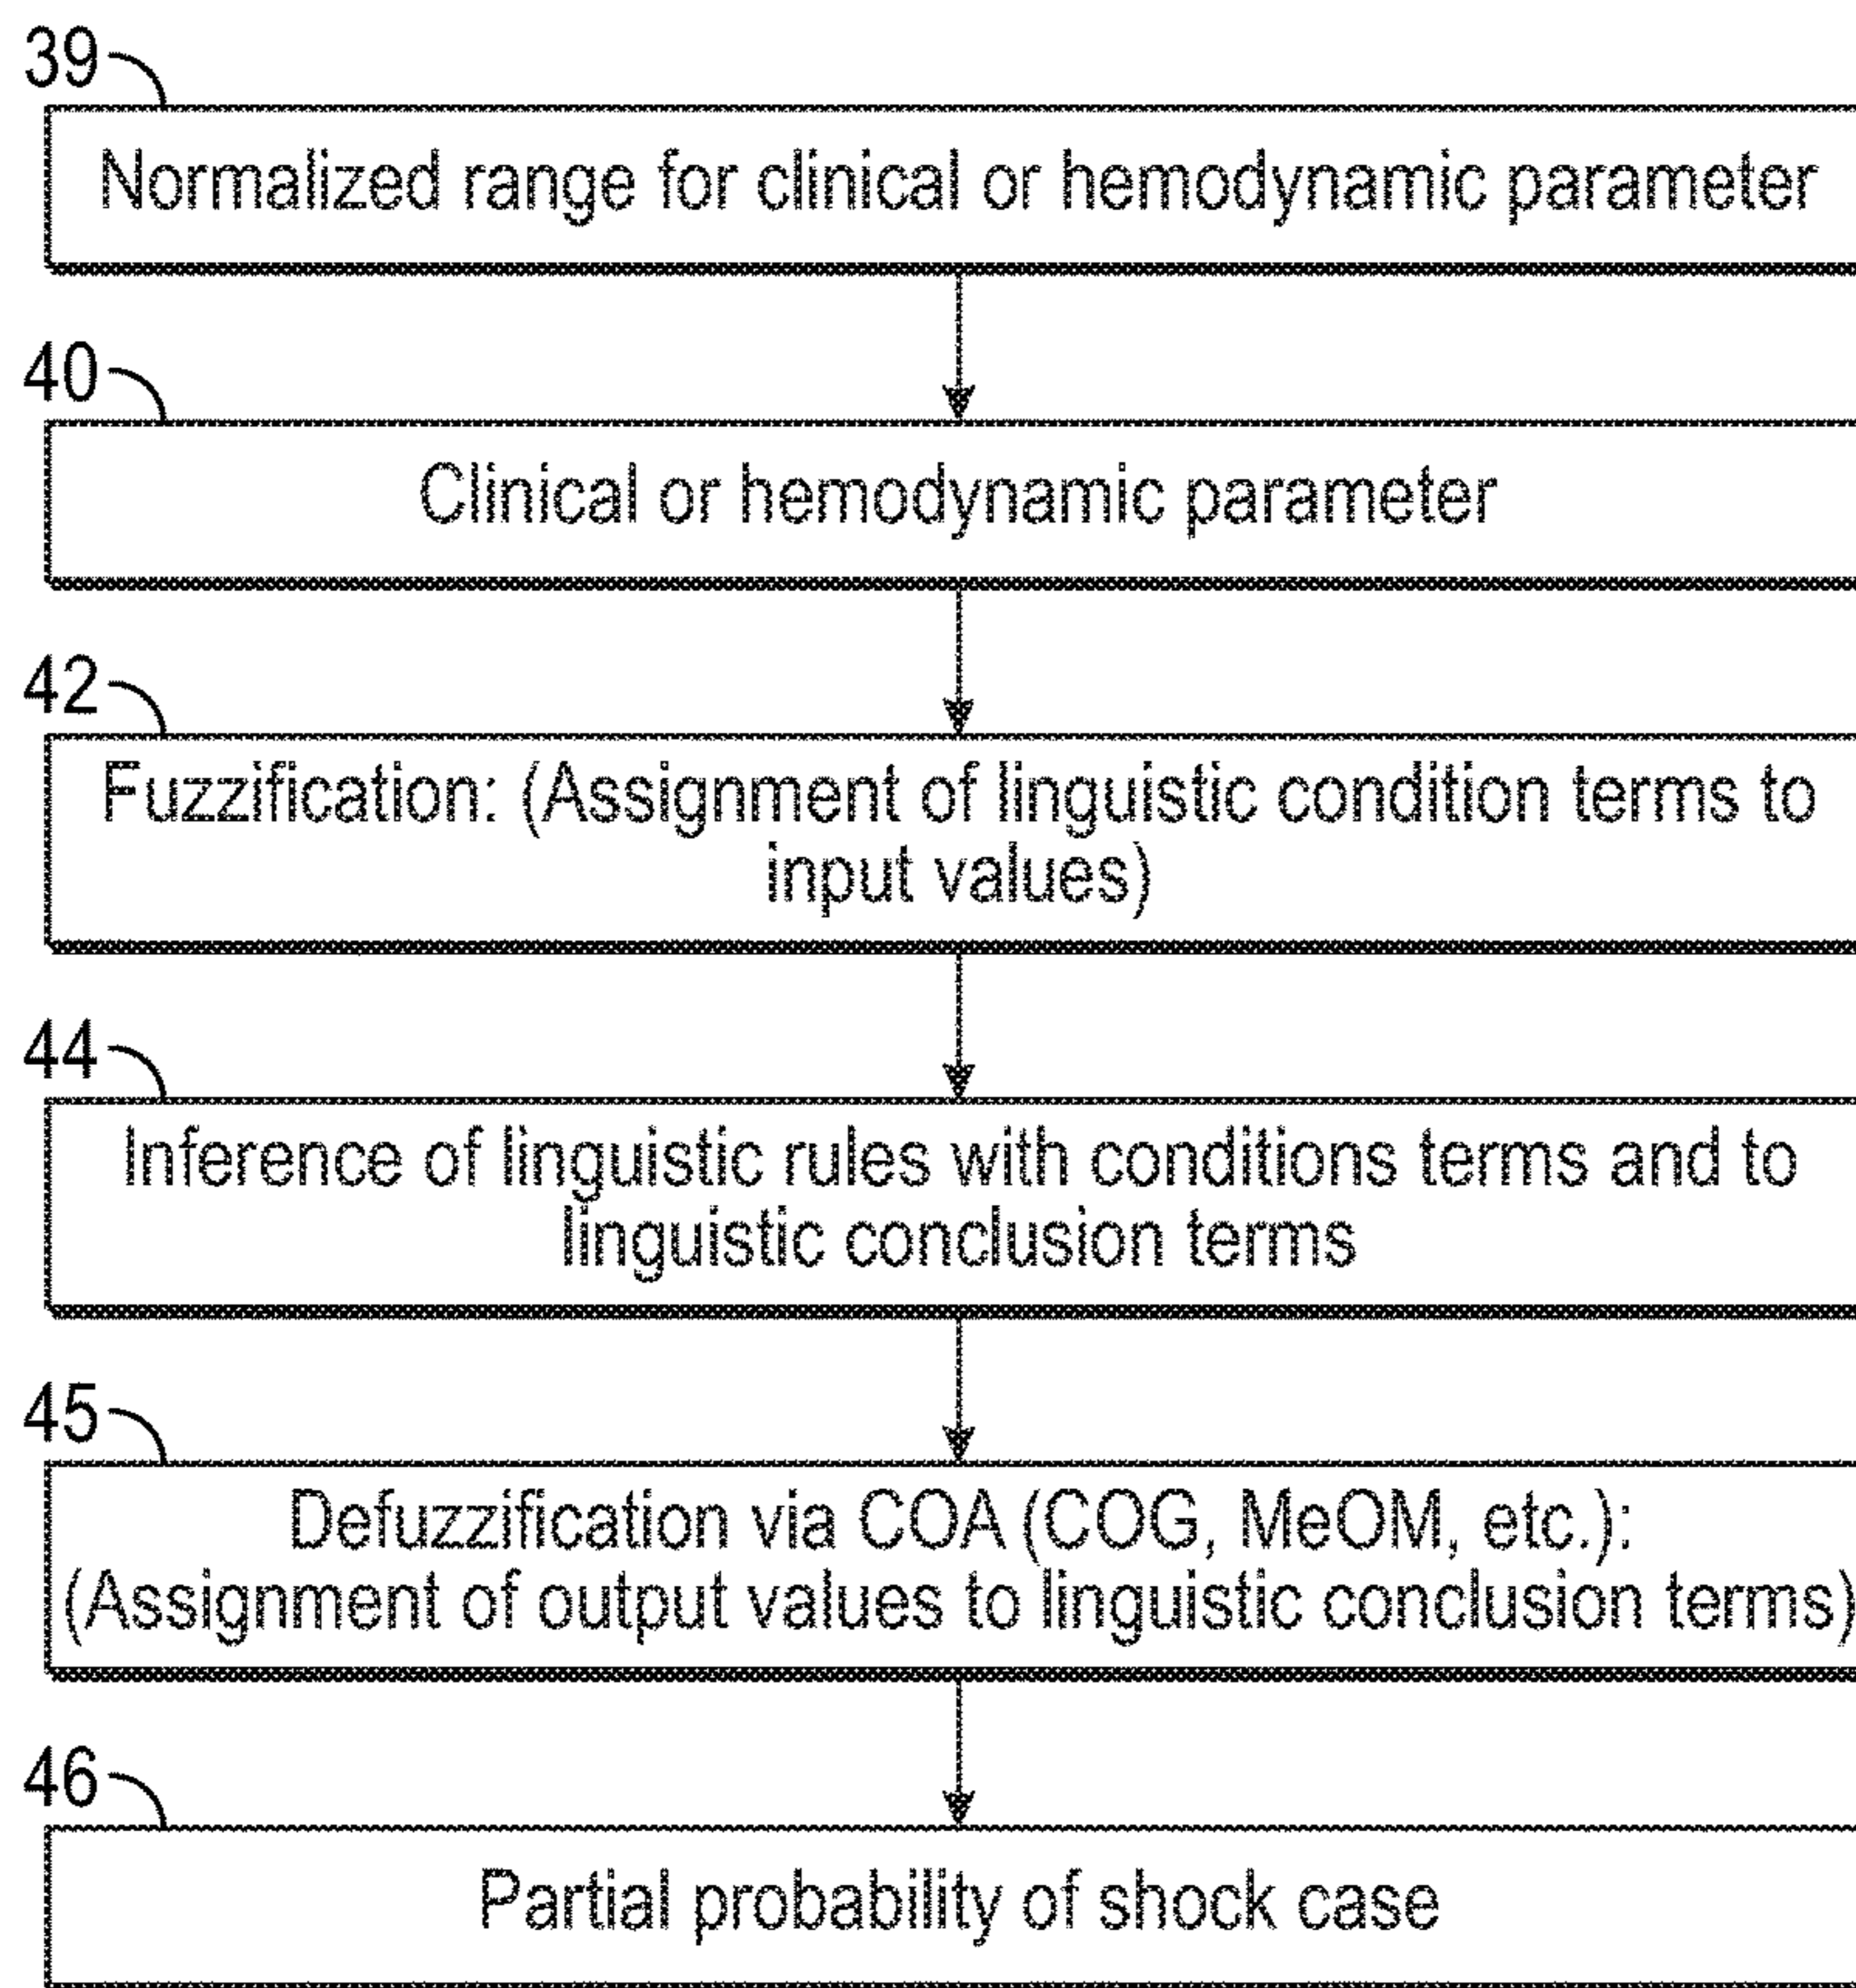 39
Normalized range for clinical or hemodynamic parameter
40
Clinical or hemodynamic parameter
42
Fuzzification: (Assignment of linguistic condition terms to
input values)
44
Inference of linguistic rules with conditions terms and to
linguistic conclusion terms
45
Defuzzification via COA (COG, MeOM, etc.):
(Assignment of output values to linguistic conclusion terms)
46
Partial probability of shock case